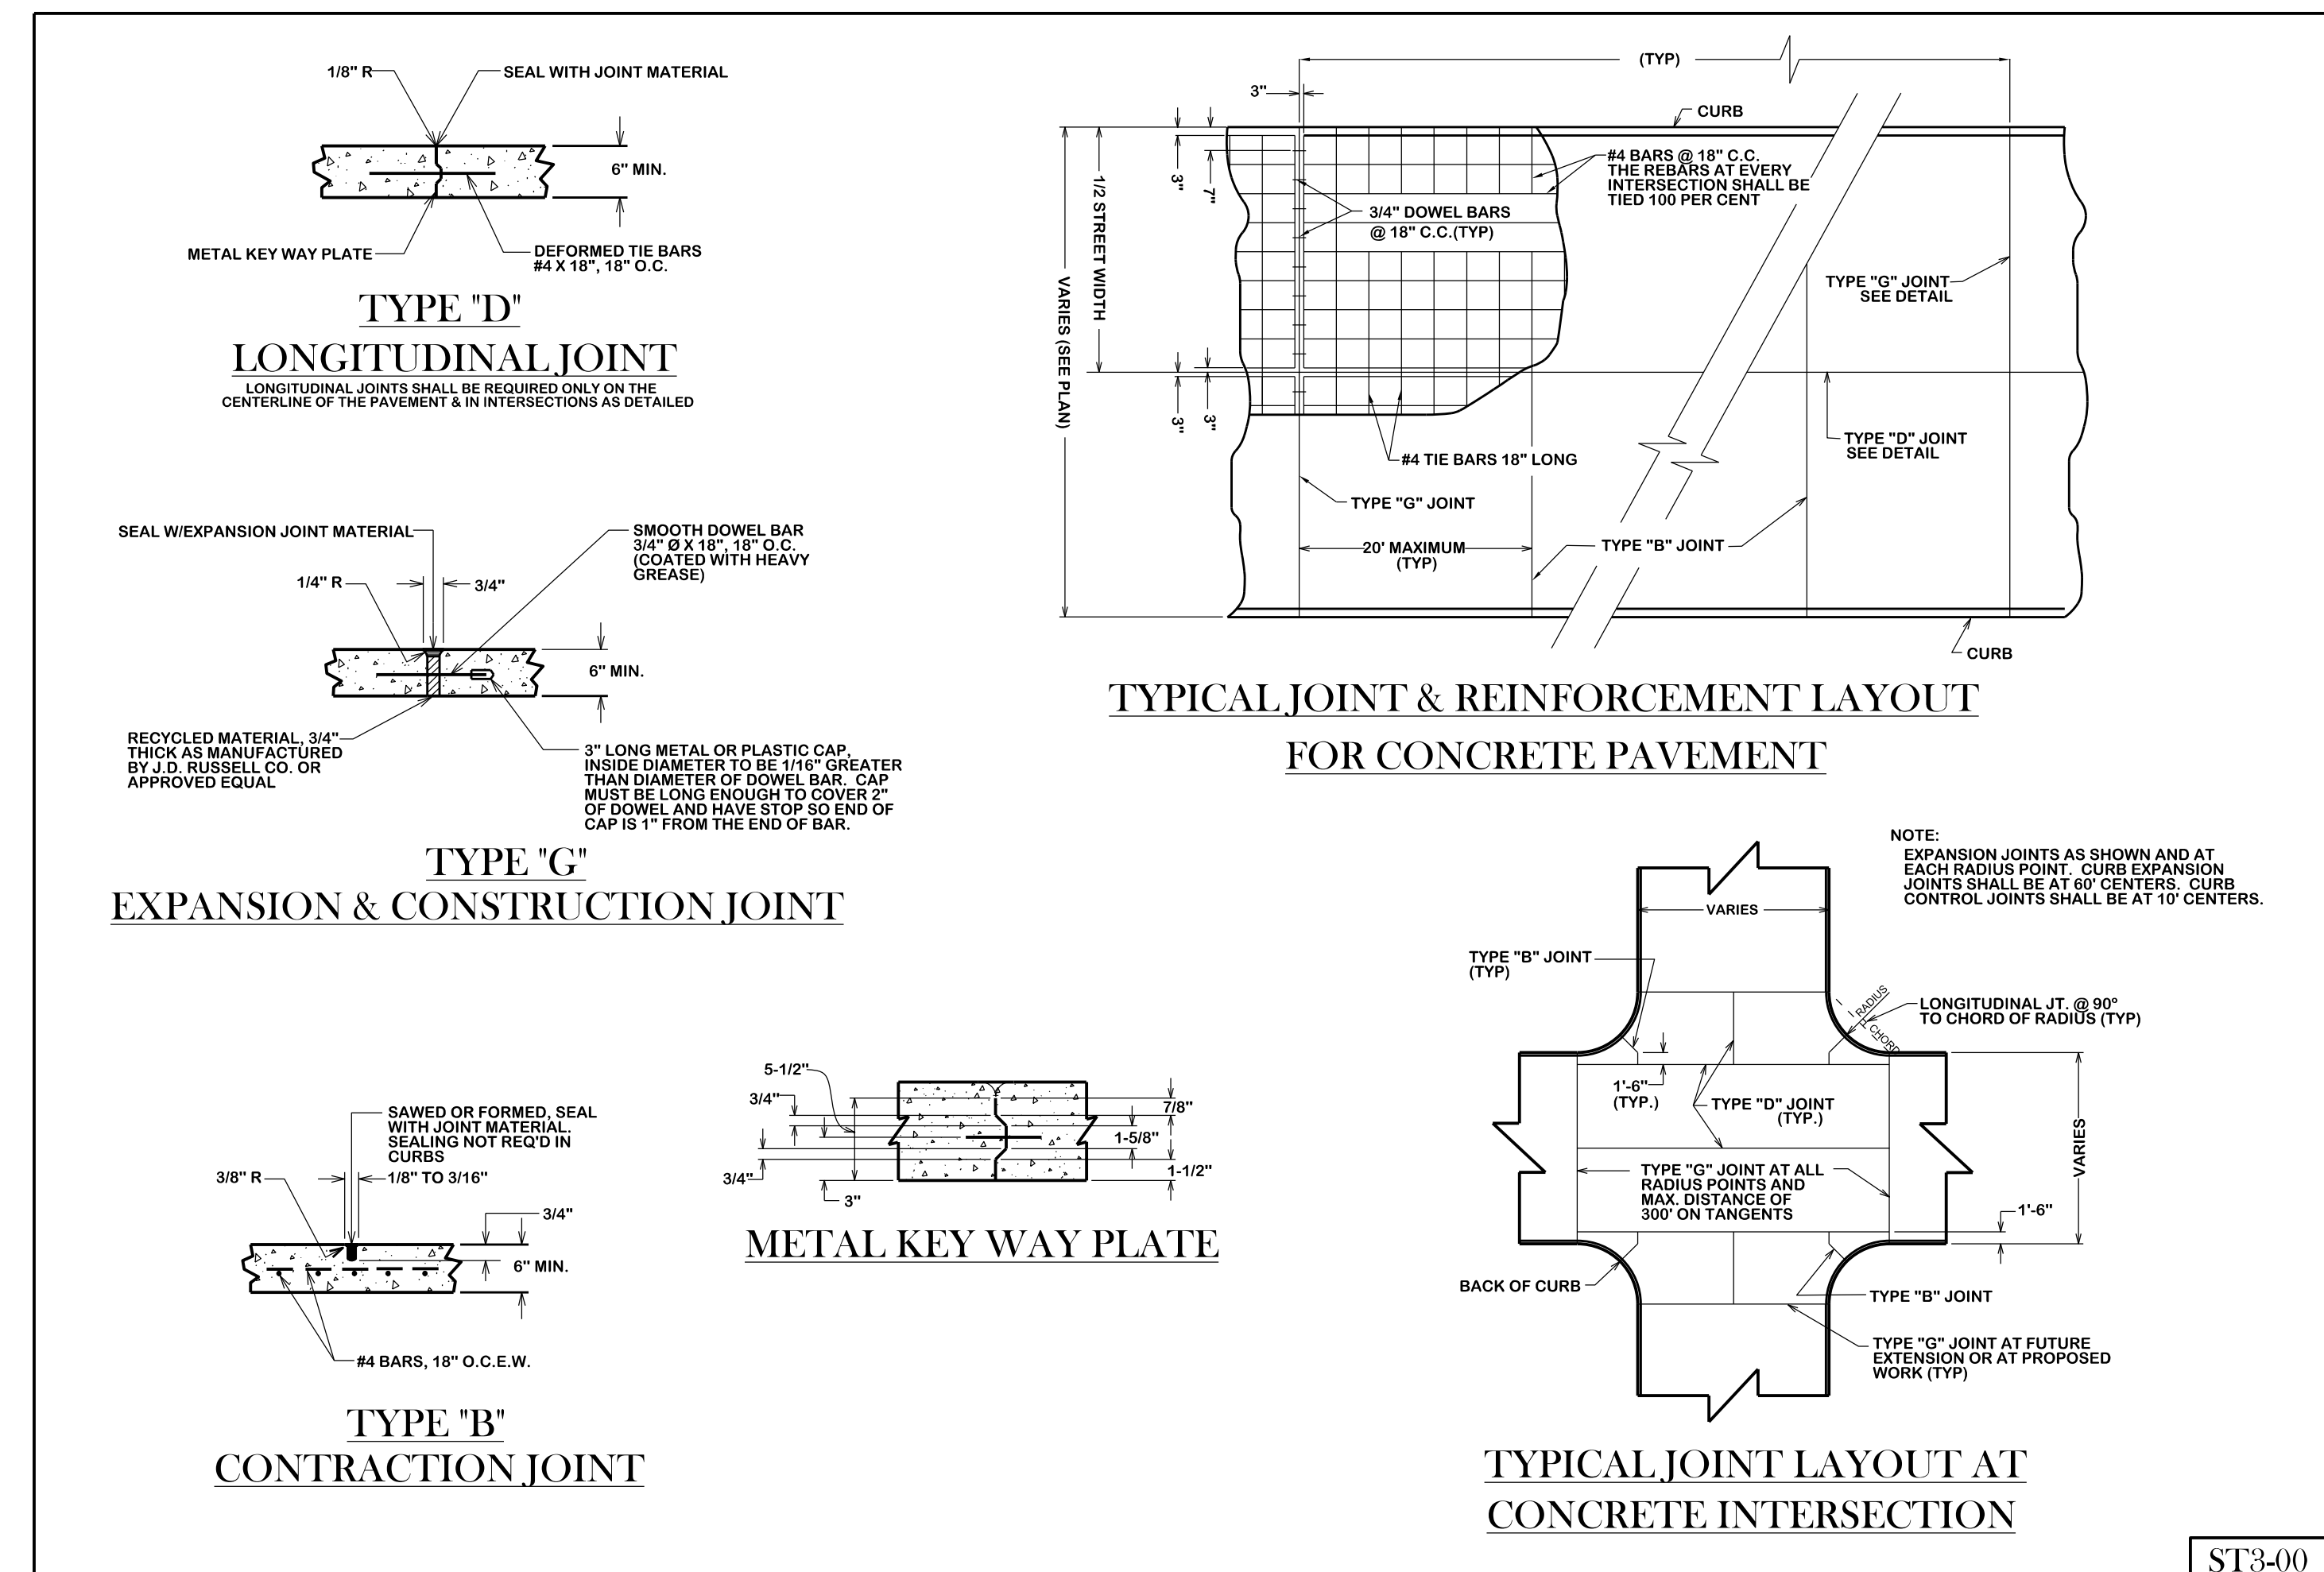 1/8" R
SEAL WITH JOINT MATERIAL
6" MIN.
METAL KEY WAY PLATE
DEFORMED TIE BARS
#4 X 18", 18" O.C.
TYPE "D"
LONGITUDINAL JOINT
LONGITUDINAL JOINTS SHALL BE REQUIRED ONLY ON THE
CENTERLINE OF THE PAVEMENT & IN INTERSECTIONS AS DETAILED
SEAL W/EXPANSION JOINT MATERIAL
SMOOTH DOWEL BAR
3/4" Ø X 18", 18" O.C.
(COATED WITH HEAVY
GREASE)
1/4" R
3/4"
6" MIN.
RECYCLED MATERIAL, 3/4"
THICK AS MANUFACTURED
BY J.D. RUSSELL CO. OR
APPROVED EQUAL
3" LONG METAL OR PLASTIC CAP,
INSIDE DIAMETER TO BE 1/16" GREATER
THAN DIAMETER OF DOWEL BAR. CAP
MUST BE LONG ENOUGH TO COVER 2"
OF DOWEL AND HAVE STOP SO END OF
CAP IS 1" FROM THE END OF BAR.
TYPE "G"
EXPANSION & CONSTRUCTION JOINT
SAWED OR FORMED, SEAL
WITH JOINT MATERIAL.
SEALING NOT REQ'D IN
CURBS
3/8" R
1/8" TO 3/16"
3/4"
6" MIN.
#4 BARS, 18" O.C.E.W.
TYPE "B"
CONTRACTION JOINT
5-1/2"
3/4"
7/8"
1-5/8"
3/4"
1-1/2"
3"
METAL KEY WAY PLATE
(TYP)
3"
CURB
3"
7"
1/2 STREET WIDTH
VARIES (SEE PLAN)
#4 BARS @ 18" C.C.
THE REBARS AT EVERY
INTERSECTION SHALL BE
TIED 100 PER CENT
3/4" DOWEL BARS
@ 18" C.C.(TYP)
TYPE "G" JOINT
SEE DETAIL
3"
3"
TYPE "D" JOINT
SEE DETAIL
#4 TIE BARS 18" LONG
TYPE "G" JOINT
20' MAXIMUM
(TYP)
TYPE "B" JOINT
CURB
TYPICAL JOINT & REINFORCEMENT LAYOUT
FOR CONCRETE PAVEMENT
NOTE:
EXPANSION JOINTS AS SHOWN AND AT
EACH RADIUS POINT. CURB EXPANSION
JOINTS SHALL BE AT 60' CENTERS. CURB
CONTROL JOINTS SHALL BE AT 10' CENTERS.
VARIES
TYPE "B" JOINT
(TYP)
RADIUS
CHORD
LONGITUDINAL JT. @ 90°
TO CHORD OF RADIUS (TYP)
1'-6"
(TYP.)
TYPE "D" JOINT
(TYP.)
VARIES
TYPE "G" JOINT AT ALL
RADIUS POINTS AND
MAX. DISTANCE OF
300' ON TANGENTS
1'-6"
BACK OF CURB
TYPE "B" JOINT
TYPE "G" JOINT AT FUTURE
EXTENSION OR AT PROPOSED
WORK (TYP)
TYPICAL JOINT LAYOUT AT
CONCRETE INTERSECTION
ST3-00